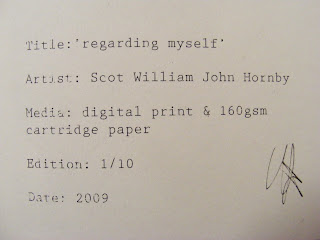 Title:'regarding myself'
Artist: Scot William John Hornby
Media: digital print & 160gsm
cartridge paper
Edition: 1/10
Date: 2009